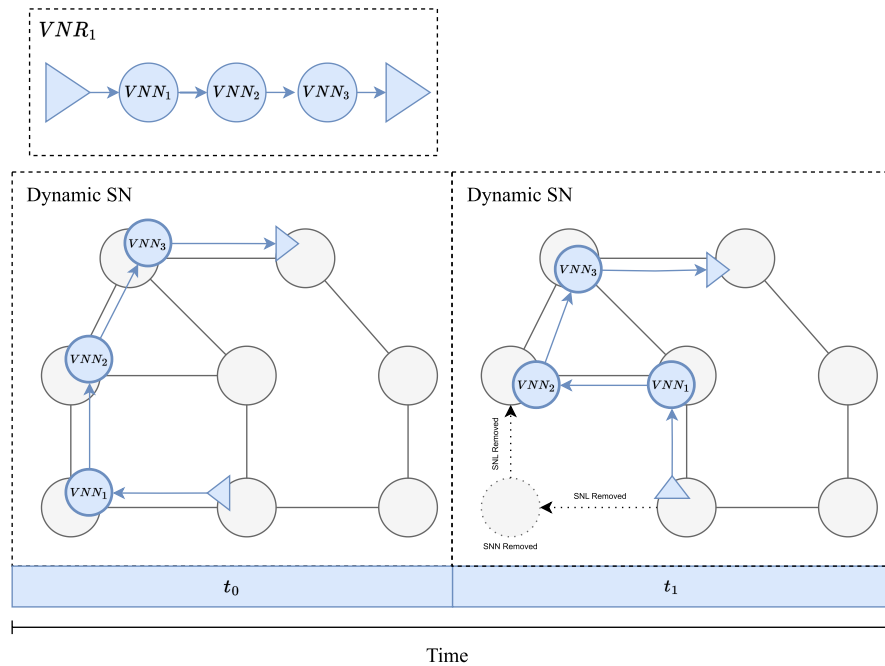 VNR₁
VNN₁ VNN₂ VNN₃
Dynamic SN
VNN₃
VNN₂
VNN₁
Dynamic SN
VNN₃
VNN₂ VNN₁
SNL Removed
SNL Removed
SNN Removed
t₀ t₁
Time